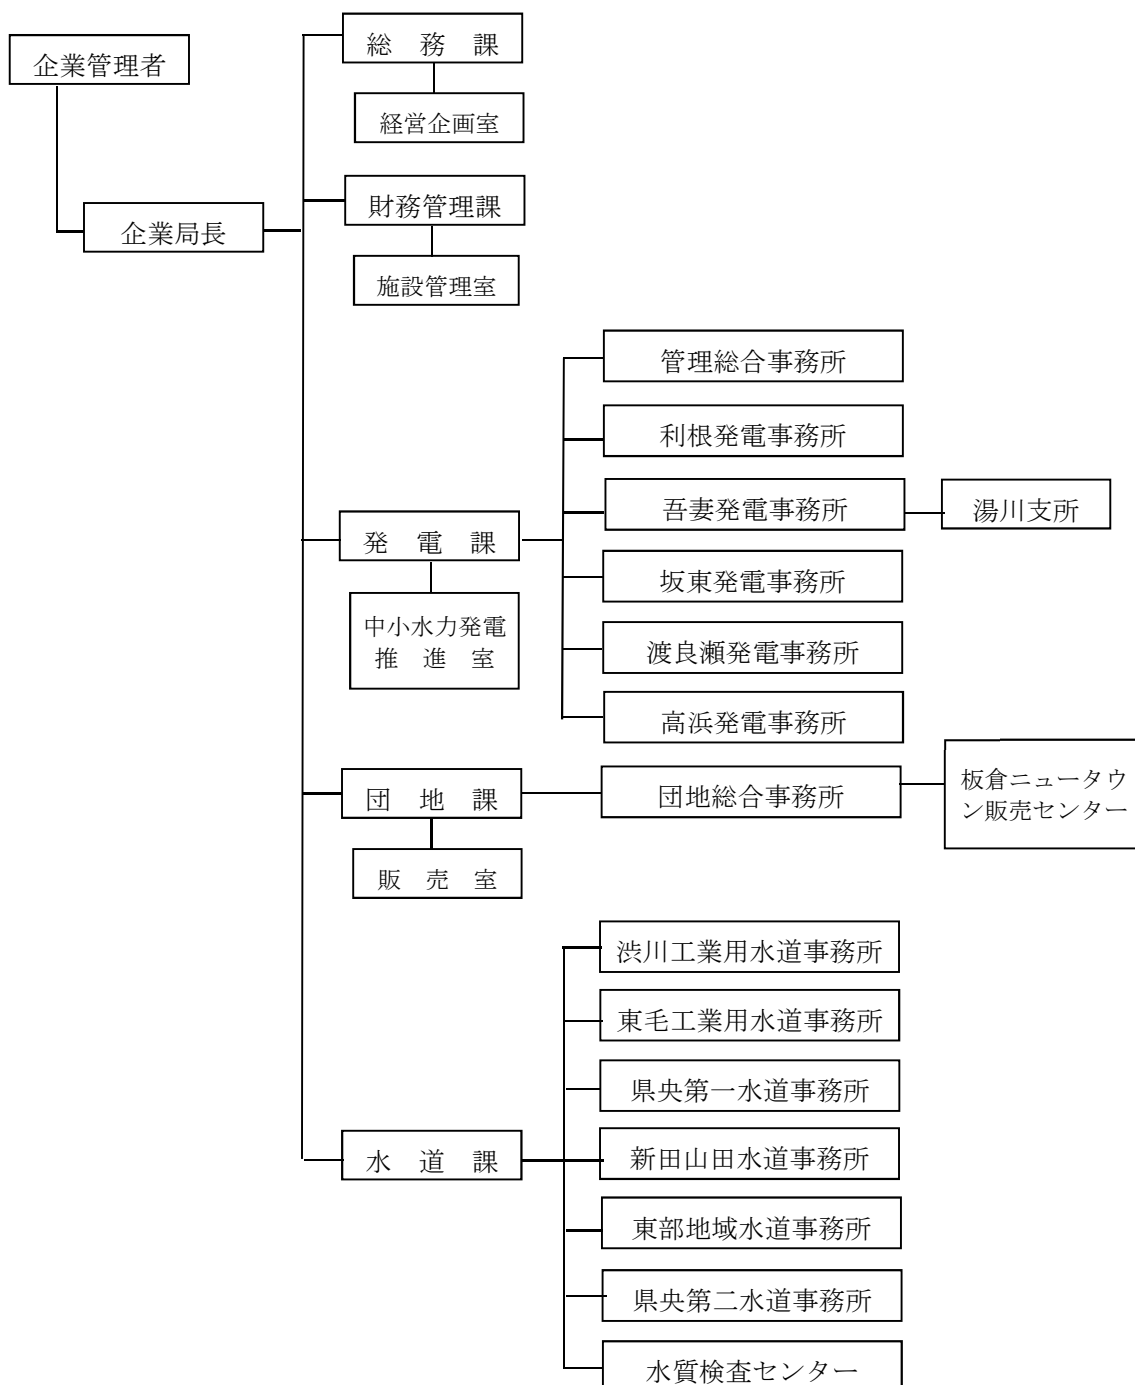 企業管理者
企業局長
総務課
経営企画室
財務管理課
施設管理室
発電課
中小水力発電
推進室
管理総合事務所
利根発電事務所
吾妻発電事務所
湯川支所
坂東発電事務所
渡良瀬発電事務所
高浜発電事務所
団地課
販売室
団地総合事務所
板倉ニュータウ
ン販売センター
水道課
渋川工業用水道事務所
東毛工業用水道事務所
県央第一水道事務所
新田山田水道事務所
東部地域水道事務所
県央第二水道事務所
水質検査センター